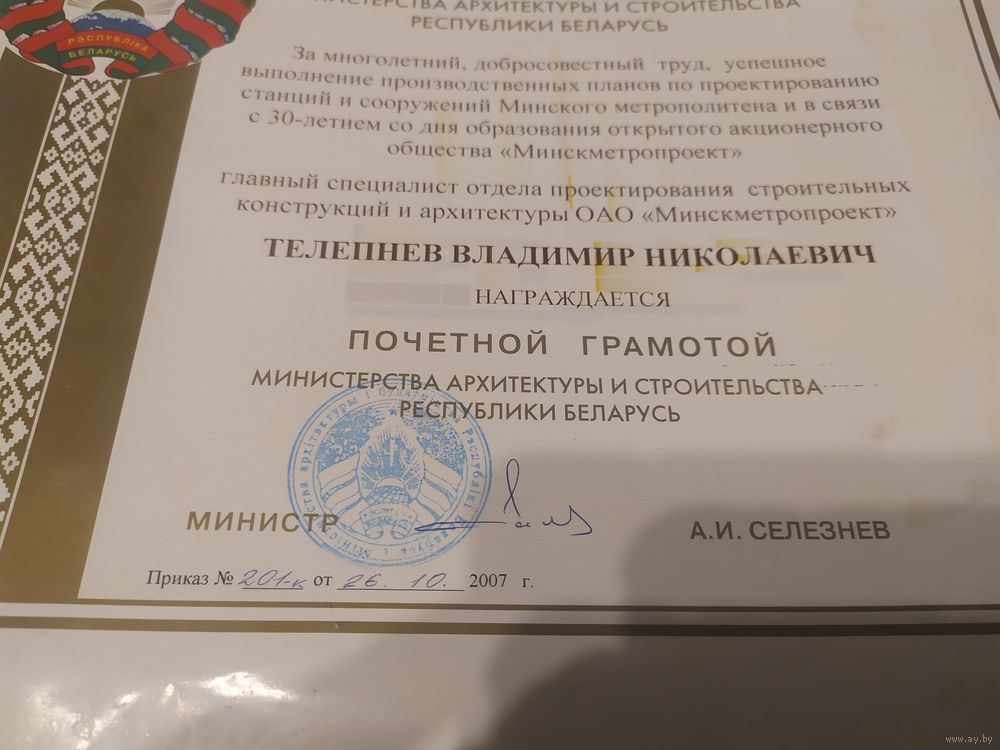 МИНИСТЕРСТВА АРХИТЕКТУРЫ И СТРОИТЕЛЬСТВА
РЕСПУБЛИКИ БЕЛАРУСЬ
РЭСПУБЛІКА
БЕЛАРУСЬ
За многолетний, добросовестный труд, успешное
выполнение производственных планов по проектированию
станций и сооружений Минского метрополитена и в связи
с 30-летием со дня образования открытого акционерного
общества «Минскметропроект»
главный специалист отдела проектирования строительных
конструкций и архитектуры ОАО «Минскметропроект»
ТЕЛЕПНЕВ ВЛАДИМИР НИКОЛАЕВИЧ
НАГРАЖДАЕТСЯ
ПОЧЕТНОЙ ГРАМОТОЙ
МИНИСТЕРСТВА АРХИТЕКТУРЫ И СТРОИТЕЛЬСТВА
РЕСПУБЛИКИ БЕЛАРУСЬ
МИНИСТР
А.И. СЕЛЕЗНЕВ
Приказ № 201-к от 26. 10. 2007 г.
www.ay.by